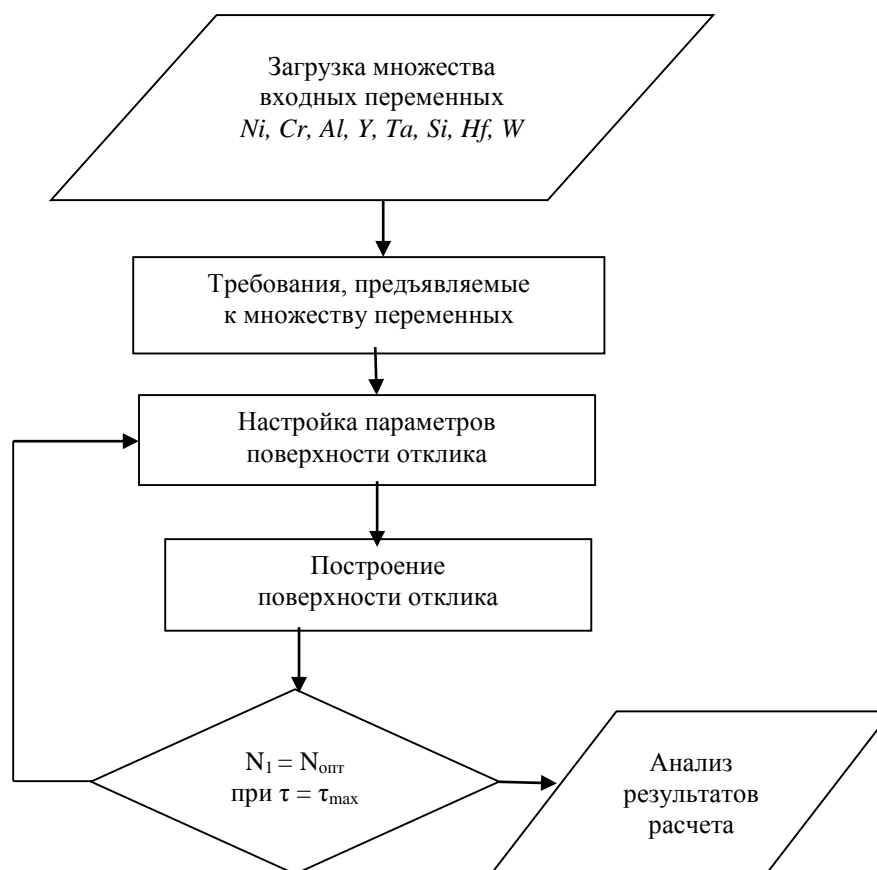 Загрузка множества
входных переменных
Ni, Cr, Al, Y, Ta, Si, Hf, W
Требования, предъявляемые
к множеству переменных
Настройка параметров
поверхности отклика
Построение
поверхности отклика
N₁ = Nопт
при τ = τmax
Анализ
результатов
расчета